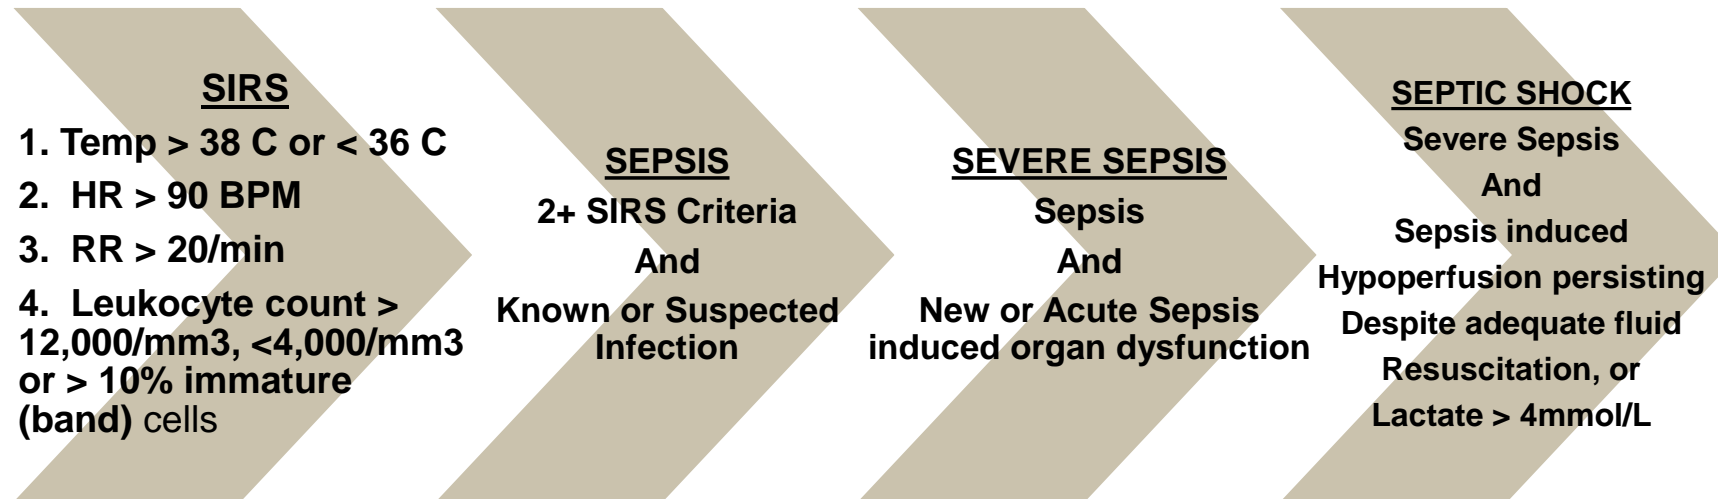 SIRS
1. Temp > 38 C or < 36 C
2. HR > 90 BPM
3. RR > 20/min
4. Leukocyte count >
12,000/mm3, <4,000/mm3
or > 10% immature
(band) cells
SEPSIS
2+ SIRS Criteria
And
Known or Suspected
Infection
SEVERE SEPSIS
Sepsis
And
New or Acute Sepsis
induced organ dysfunction
SEPTIC SHOCK
Severe Sepsis
And
Sepsis induced
Hypoperfusion persisting
Despite adequate fluid
Resuscitation, or
Lactate > 4mmol/L